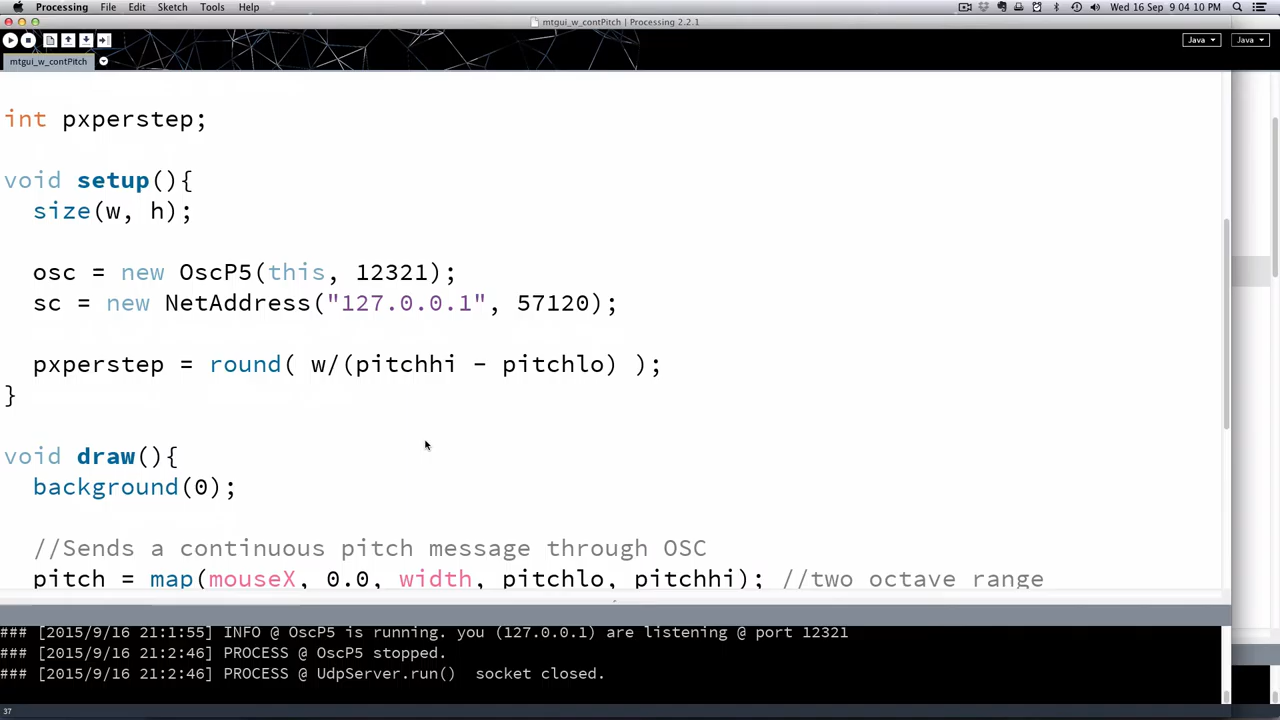 Processing File Edit Sketch Tools Help Wed 16 Sep 9:04:10 PM
mtgui_w_contPitch | Processing 2.2.1
Java Java
mtgui_w_contPitch
int pxperstep;
void setup(){
size(w, h);
osc = new OscP5(this, 12321);
sc = new NetAddress("127.0.0.1", 57120);
pxperstep = round( w/(pitchhi - pitchlo) );
}
void draw(){
background(0);
//Sends a continuous pitch message through OSC
pitch = map(mouseX, 0.0, width, pitchlo, pitchhi); //two octave range
### [2015/9/16 21:1:55] INFO @ OscP5 is running. you (127.0.0.1) are listening @ port 12321
### [2015/9/16 21:2:46] PROCESS @ OscP5 stopped.
### [2015/9/16 21:2:46] PROCESS @ UdpServer.run() socket closed.
37